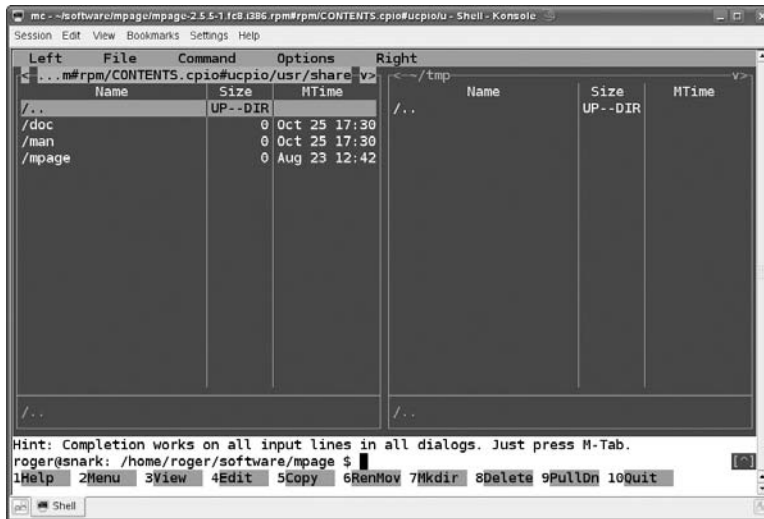 mc - ~/software/mpage/mpage-2.5.5-1.fc8.i386.rpm#rpm/CONTENTS.cpio#ucpio/u - Shell - Konsole
Session Edit View Bookmarks Settings Help
Left File Command Options Right
<-...m#rpm/CONTENTS.cpio#ucpio/usr/share-v> <-~/tmp v>
Name Size MTime Name Size MTime
/.. UP--DIR /.. UP--DIR
/doc 0 Oct 25 17:30
/man 0 Oct 25 17:30
/mpage 0 Aug 23 12:42
/.. /..
Hint: Completion works on all input lines in all dialogs. Just press M-Tab.
roger@snark: /home/roger/software/mpage $ [^]
1Help 2Menu 3View 4Edit 5Copy 6RenMov 7Mkdir 8Delete 9PullDn 10Quit
Shell